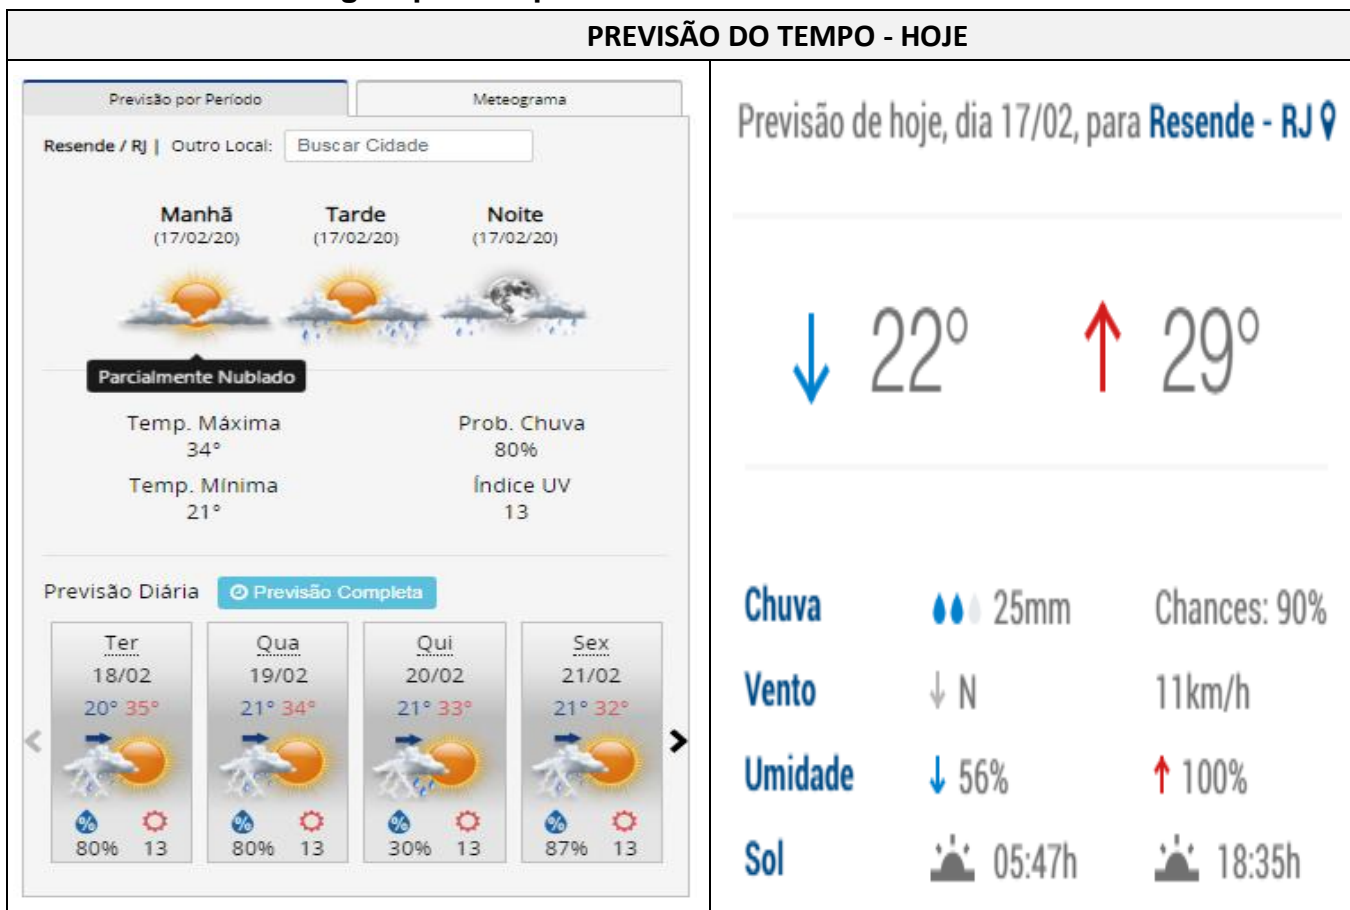 PREVISÃO DO TEMPO - HOJE
Previsão por Período
Meteograma
Resende / RJ | Outro Local: Buscar Cidade
Manhã Tarde Noite
(17/02/20) (17/02/20) (17/02/20)
Parcialmente Nublado
Temp. Máxima Prob. Chuva
34° 80%
Temp. Mínima Índice UV
21° 13
Previsão Diária Previsão Completa
Ter Qua Qui Sex
18/02 19/02 20/02 21/02
20° 35° 21° 34° 21° 33° 21° 32°
% % % %
80% 13 80% 13 30% 13 87% 13
Previsão de hoje, dia 17/02, para Resende - RJ
↓ 22° ↑ 29°
Chuva 25mm Chances: 90%
Vento ↓ N 11km/h
Umidade ↓ 56% ↑ 100%
Sol 05:47h 18:35h